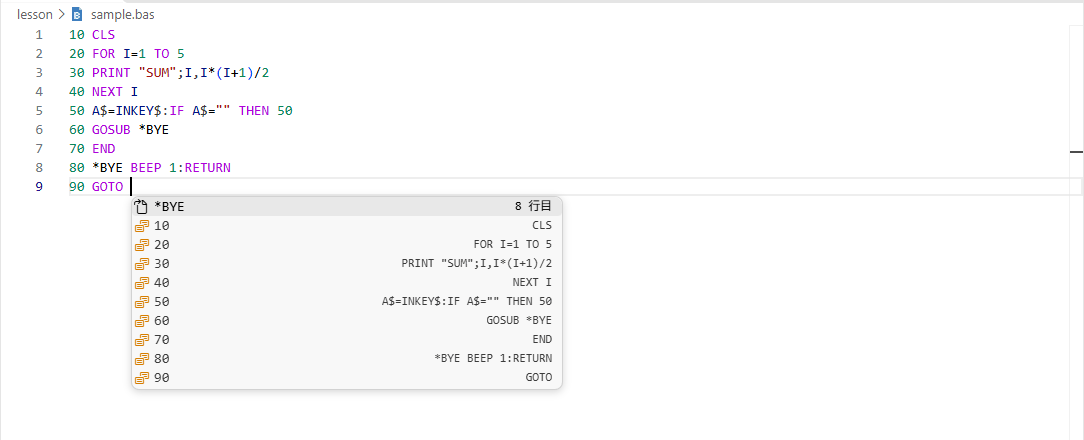 lesson > sample.bas
1 10 CLS
2 20 FOR I=1 TO 5
3 30 PRINT "SUM";I,I*(I+1)/2
4 40 NEXT I
5 50 A$=INKEY$:IF A$="" THEN 50
6 60 GOSUB *BYE
7 70 END
8 80 *BYE BEEP 1:RETURN
9 90 GOTO
*BYE 8 行目
10 CLS
20 FOR I=1 TO 5
30 PRINT "SUM";I,I*(I+1)/2
40 NEXT I
50 A$=INKEY$:IF A$="" THEN 50
60 GOSUB *BYE
70 END
80 *BYE BEEP 1:RETURN
90 GOTO